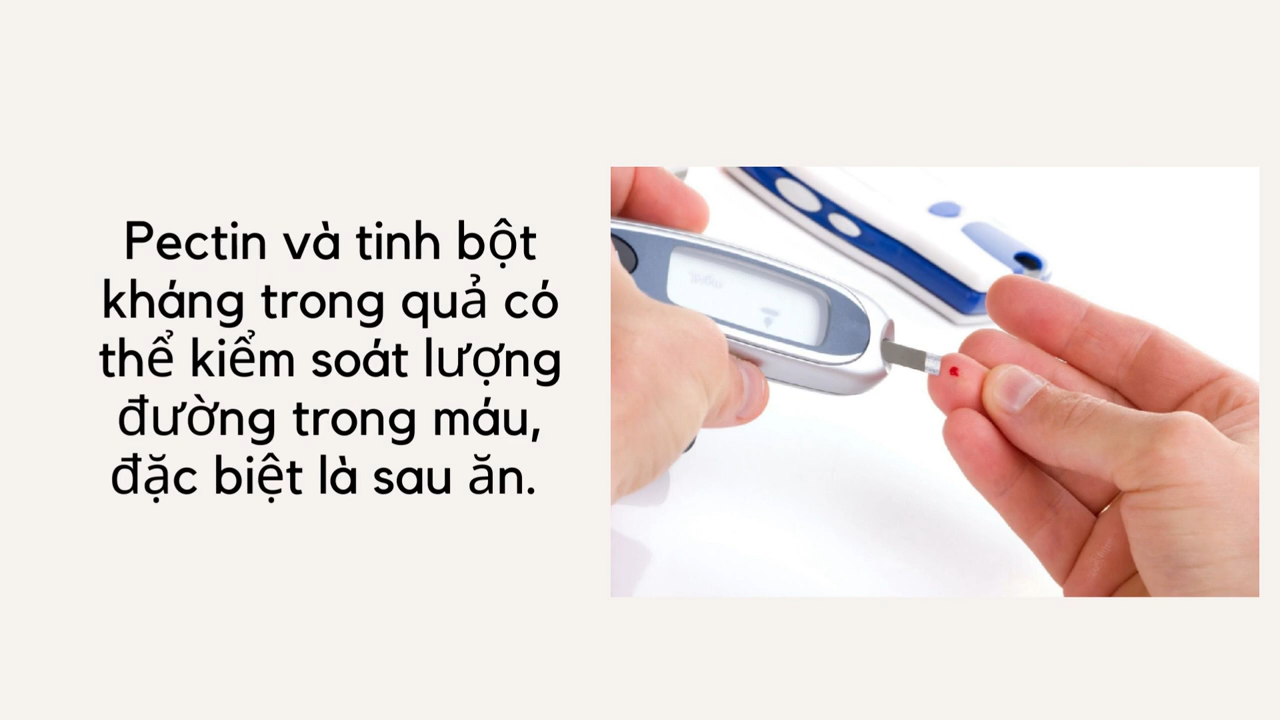 Pectin và tinh bột
kháng trong quả có
thể kiểm soát lượng
đường trong máu,
đặc biệt là sau ăn.